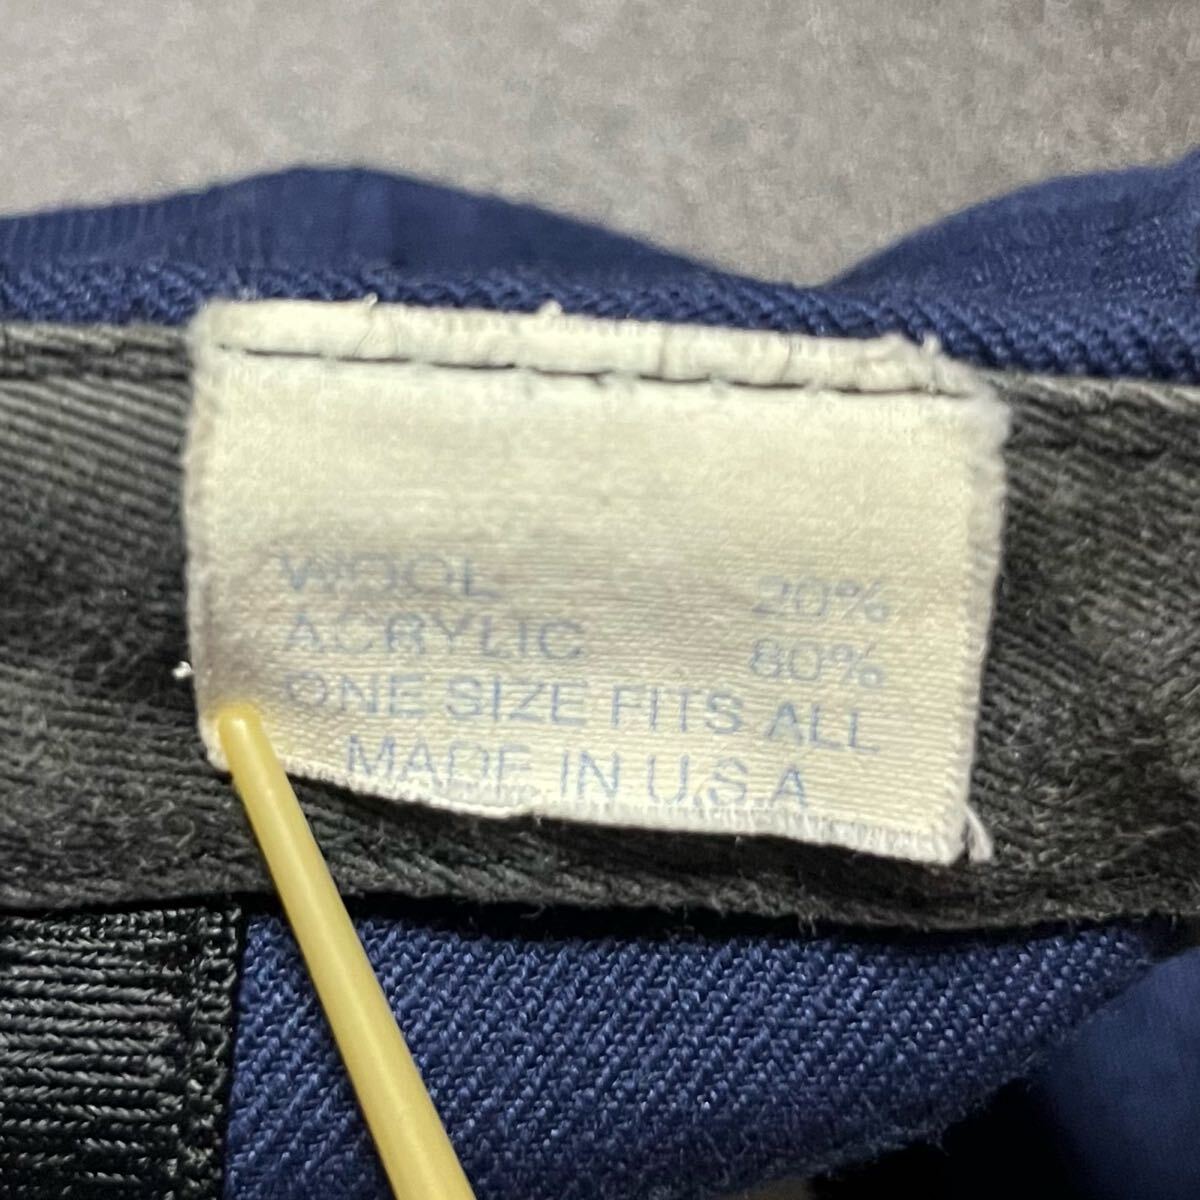 WOOL 20%
ACRYLIC 80%
ONE SIZE FITS ALL
MADE IN U.S.A